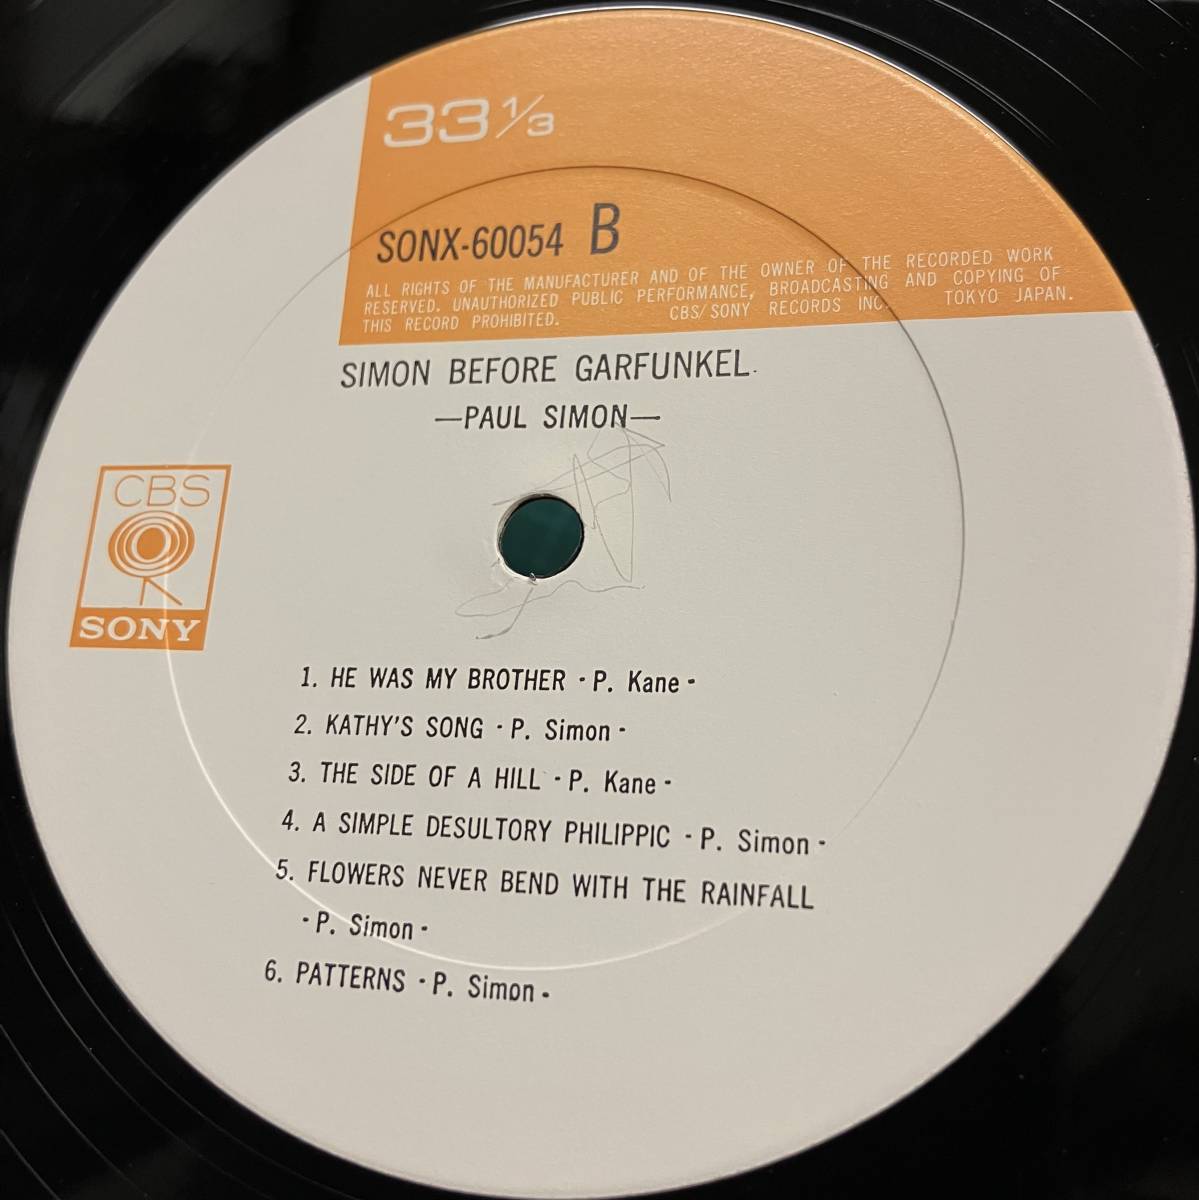 33 1/3
SONX-60054 B
ALL RIGHTS OF THE MANUFACTURER AND OF THE OWNER OF THE RECORDED WORK
RESERVED. UNAUTHORIZED PUBLIC PERFORMANCE, BROADCASTING AND COPYING OF
THIS RECORD PROHIBITED. CBS/SONY RECORDS INC. TOKYO JAPAN.
SIMON BEFORE GARFUNKEL.
—PAUL SIMON—
CBS
SONY
1. HE WAS MY BROTHER - P. Kane -
2. KATHY'S SONG - P. Simon -
3. THE SIDE OF A HILL - P. Kane -
4. A SIMPLE DESULTORY PHILIPPIC - P. Simon -
5. FLOWERS NEVER BEND WITH THE RAINFALL
- P. Simon -
6. PATTERNS - P. Simon -